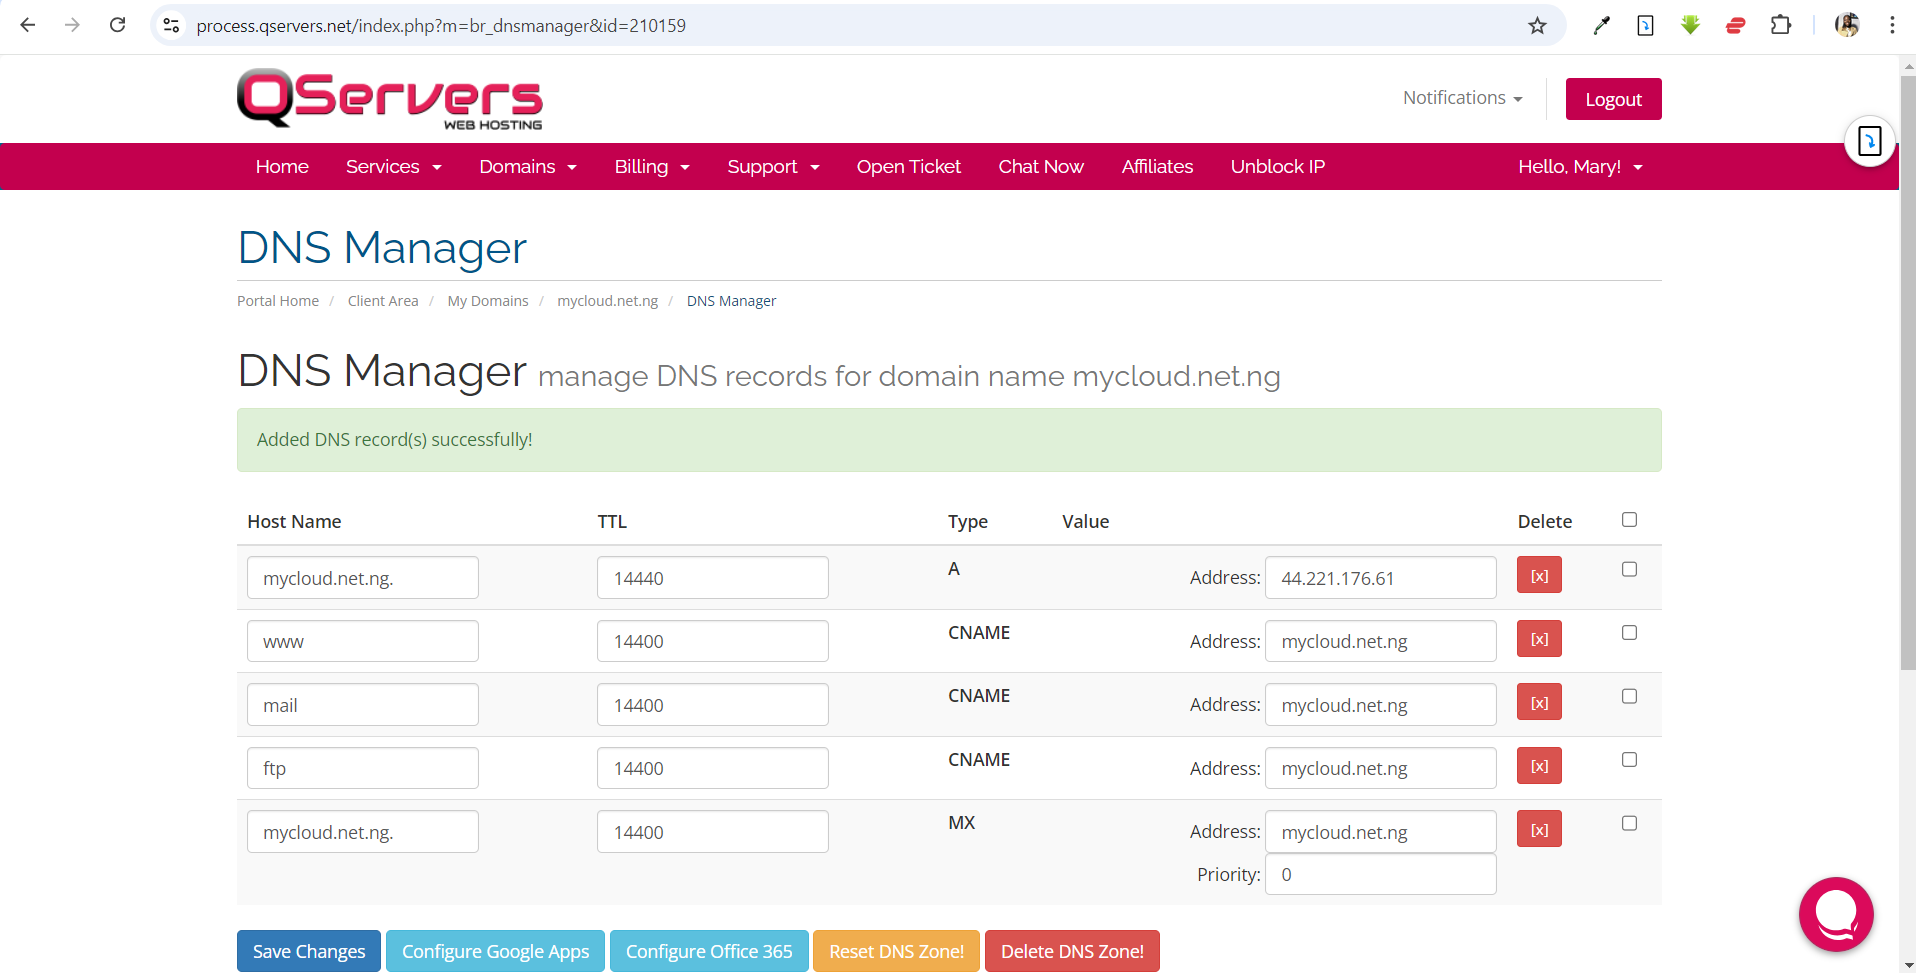 process.qservers.net/index.php?m=br_dnsmanager&id=210159
QServers
WEB HOSTING
Notifications
Logout
Home Services Domains Billing Support Open Ticket Chat Now Affiliates Unblock IP Hello, Mary!
DNS Manager
Portal Home / Client Area / My Domains / mycloud.net.ng / DNS Manager
DNS Manager manage DNS records for domain name mycloud.net.ng
Added DNS record(s) successfully!
Host Name TTL Type Value Delete
mycloud.net.ng. 14440 A Address: 44.221.176.61 [x]
www 14400 CNAME Address: mycloud.net.ng [x]
mail 14400 CNAME Address: mycloud.net.ng [x]
ftp 14400 CNAME Address: mycloud.net.ng [x]
mycloud.net.ng. 14400 MX Address: mycloud.net.ng [x]
Priority: 0
Save Changes Configure Google Apps Configure Office 365 Reset DNS Zone! Delete DNS Zone!